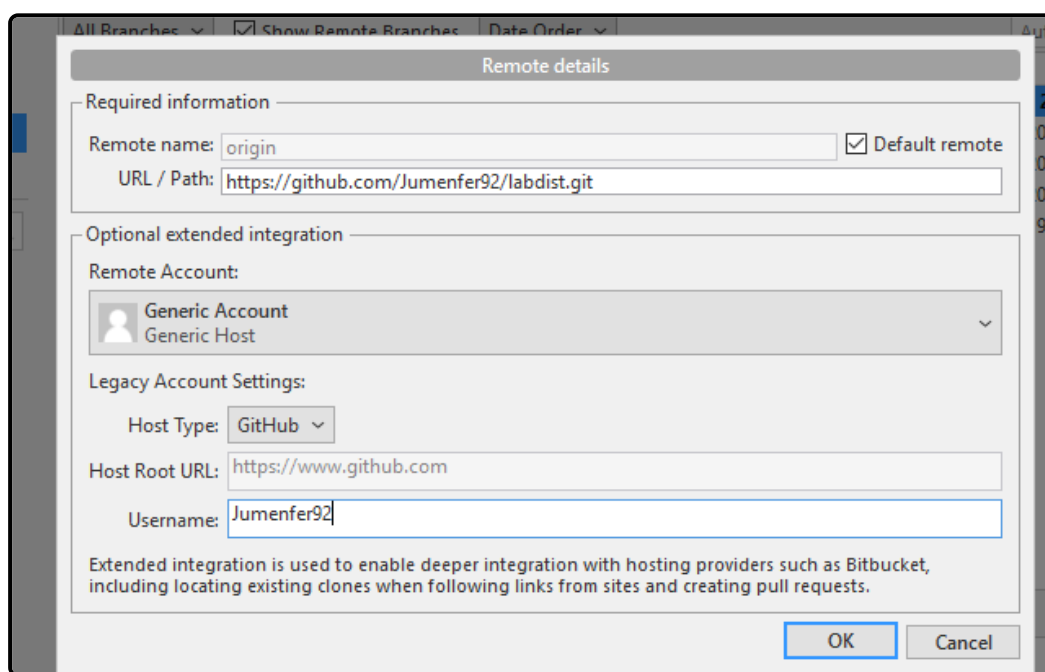 All Branches Show Remote Branches Date Order
Remote details
Required information
Remote name: origin Default remote
URL / Path: https://github.com/Jumenfer92/labdist.git
Optional extended integration
Remote Account:
Generic Account
Generic Host
Legacy Account Settings:
Host Type: GitHub
Host Root URL: https://www.github.com
Username: Jumenfer92
Extended integration is used to enable deeper integration with hosting providers such as Bitbucket,
including locating existing clones when following links from sites and creating pull requests.
OK Cancel